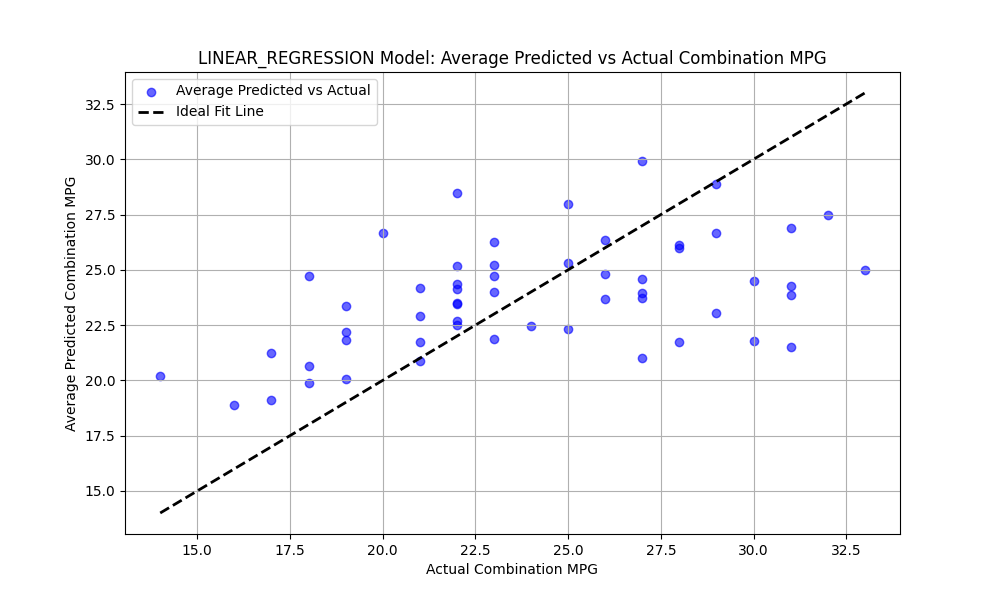 LINEAR_REGRESSION Model: Average Predicted vs Actual Combination MPG
Average Predicted vs Actual
Ideal Fit Line
Average Predicted Combination MPG
32.5
30.0
27.5
25.0
22.5
20.0
17.5
15.0
15.0 17.5 20.0 22.5 25.0 27.5 30.0 32.5
Actual Combination MPG